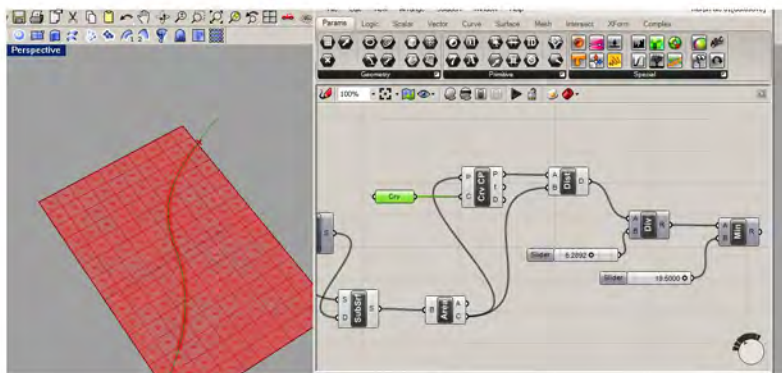 Perspective
Params Logic Scalar Vector Curve Surface Mesh Intersect XForm Complex
Geometry Primitive Special
100%
Crv
P
C
Crv CP
P
t
D
A
B
Dist
D
A
B
Div
R
A
B
Min
R
Slider 6.2892
Slider 19.5000
S
S
D
SubSrf
S
B
Area
A
C